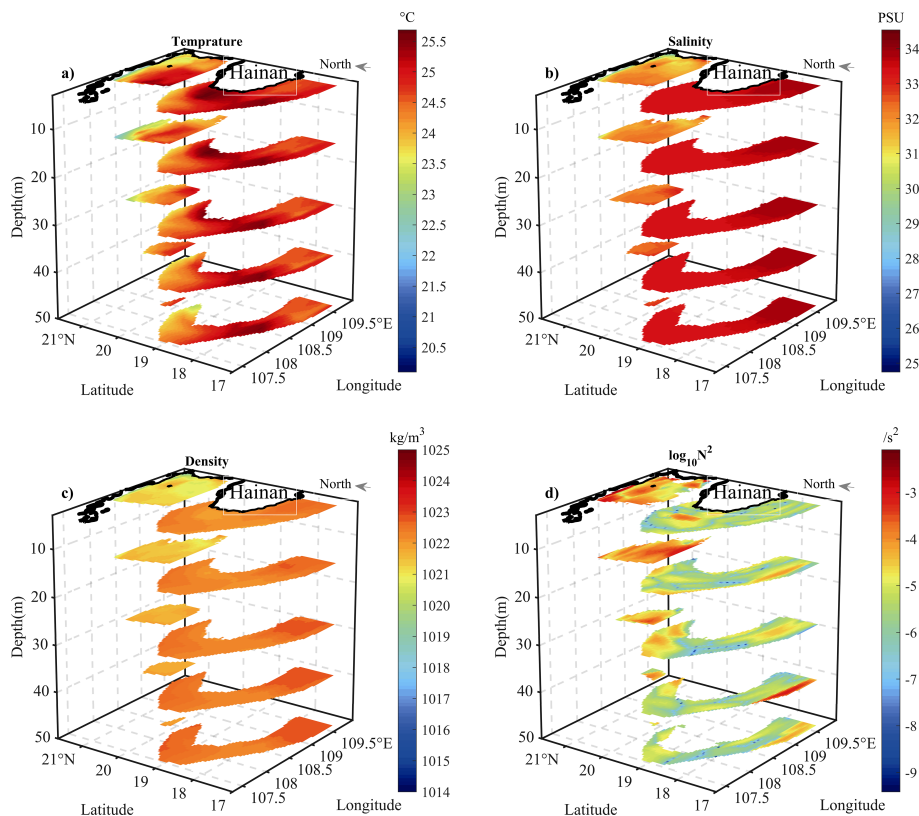 °C
Temprature
a)
Hainan
North
25.5
25
24.5
24
23.5
23
22.5
22
21.5
21
20.5
10
20
30
40
50
Depth(m)
21°N
20
19
18
17
Latitude
107.5
108
108.5
109
109.5°E
Longitude
PSU
Salinity
b)
Hainan
North
34
33
32
31
30
29
28
27
26
25
10
20
30
40
50
Depth(m)
21°N
20
19
18
17
Latitude
107.5
108
108.5
109
109.5°E
Longitude
kg/m³
Density
c)
Hainan
North
1025
1024
1023
1022
1021
1020
1019
1018
1017
1016
1015
1014
10
20
30
40
50
Depth(m)
21°N
20
19
18
17
Latitude
107.5
108
108.5
109
109.5°E
Longitude
/s²
log₁₀N²
d)
Hainan
North
-3
-4
-5
-6
-7
-8
-9
10
20
30
40
50
Depth(m)
21°N
20
19
18
17
Latitude
107.5
108
108.5
109
109.5°E
Longitude